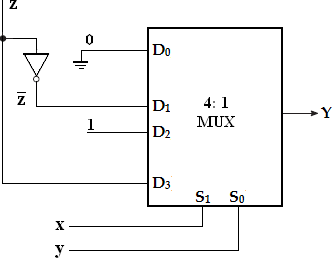 z
0
D₀
z̅
D₁
1
D₂
4: 1
MUX
Y
D₃
S₁ S₀
x
y